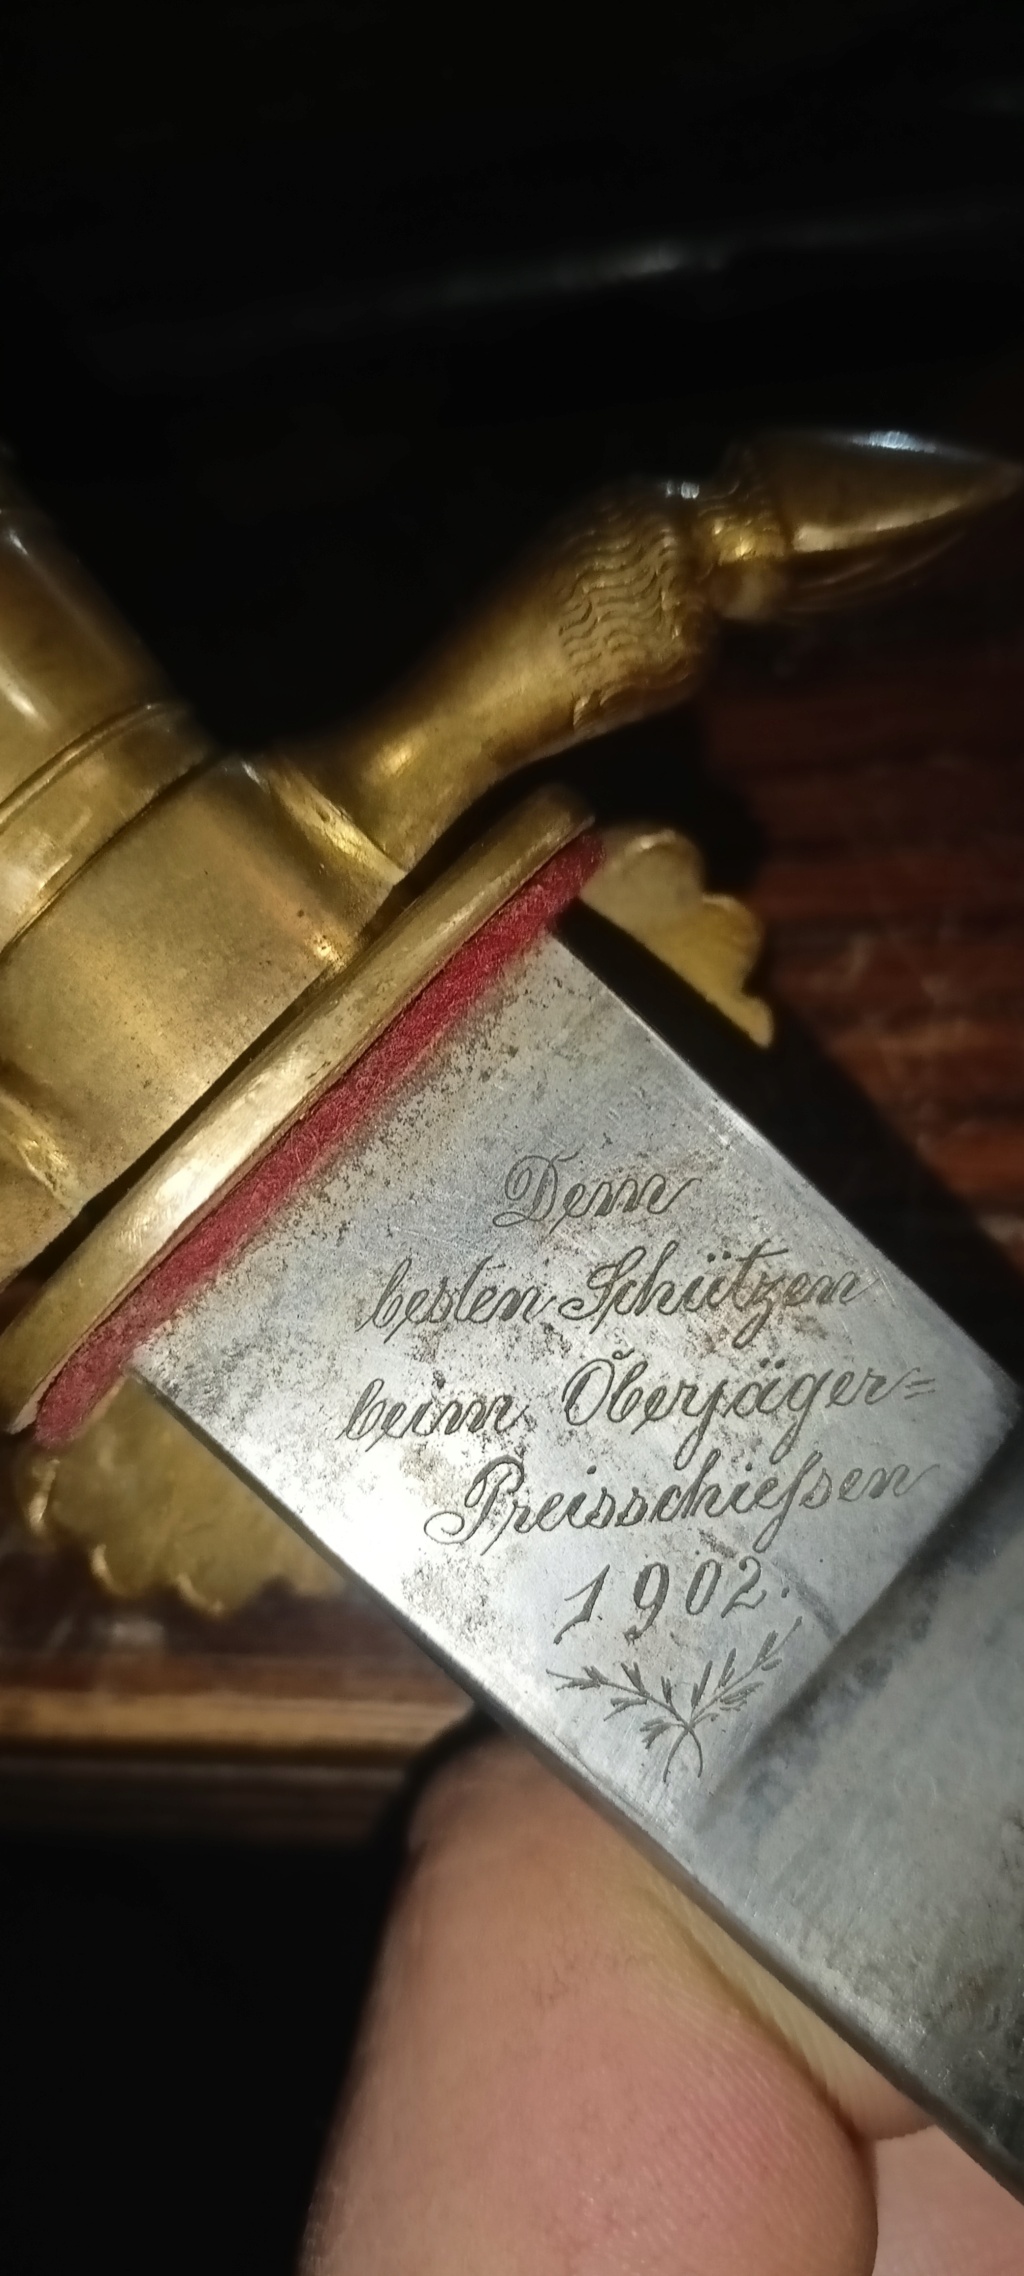 Dem
besten Schützen
beim Oberjäger=
Preisschießen
1902.